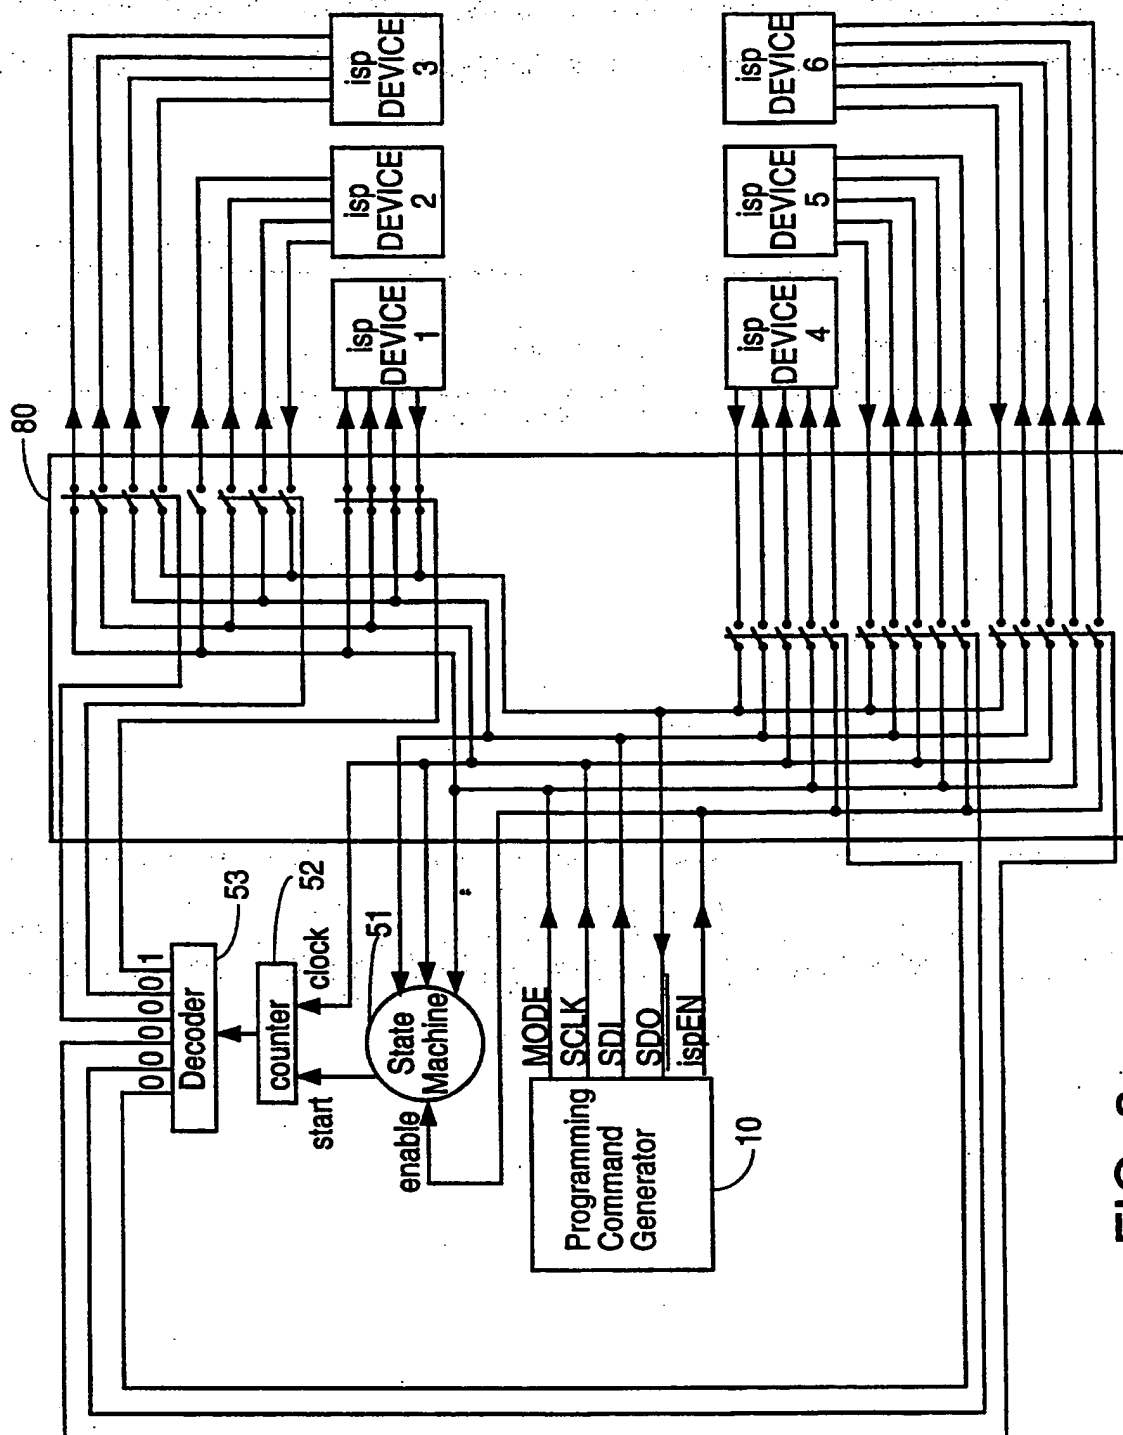 80
isp
DEVICE
3
isp
DEVICE
2
isp
DEVICE
1
isp
DEVICE
6
isp
DEVICE
5
isp
DEVICE
4
53
0 0 0 0 0 1
Decoder
52
counter
clock
start
51
State
Machine
enable
MODE
SCLK
SDI
SDO
ispEN
Programming
Command
Generator
10